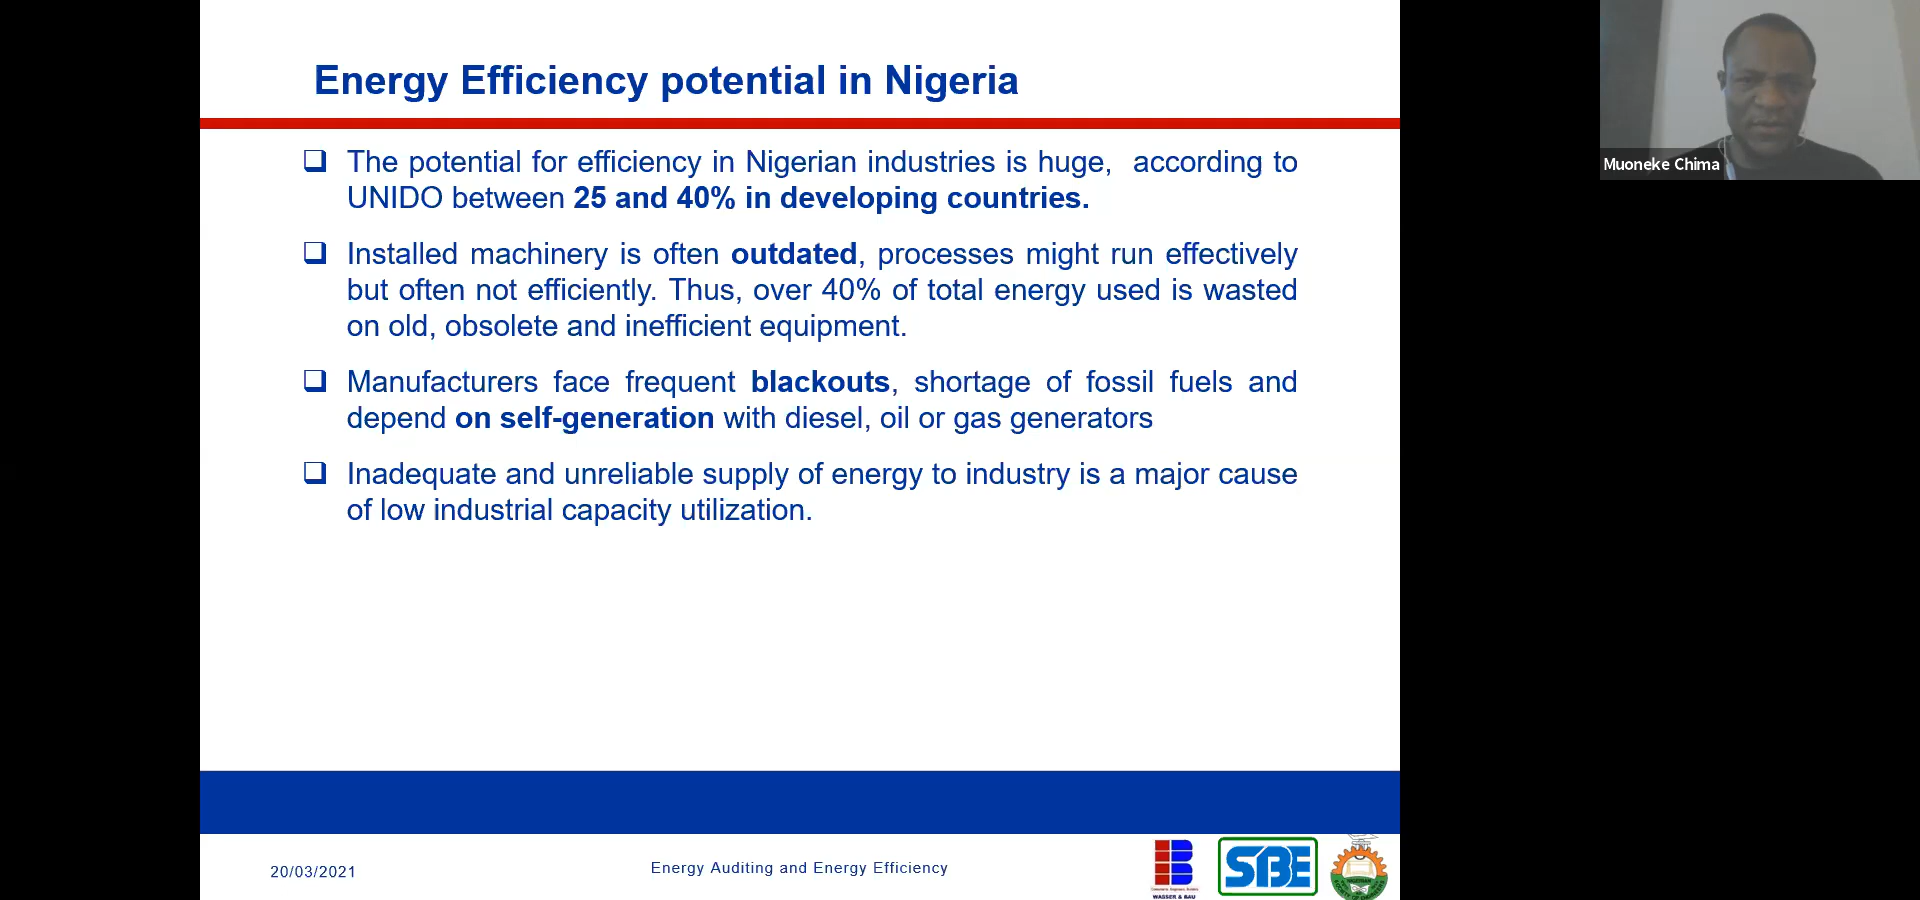 Energy Efficiency potential in Nigeria
The potential for efficiency in Nigerian industries is huge, according to
UNIDO between 25 and 40% in developing countries.
Installed machinery is often outdated, processes might run effectively
but often not efficiently. Thus, over 40% of total energy used is wasted
on old, obsolete and inefficient equipment.
Manufacturers face frequent blackouts, shortage of fossil fuels and
depend on self-generation with diesel, oil or gas generators
Inadequate and unreliable supply of energy to industry is a major cause
of low industrial capacity utilization.
Muoneke Chima
20/03/2021
Energy Auditing and Energy Efficiency
WASSER & BAU
SBE